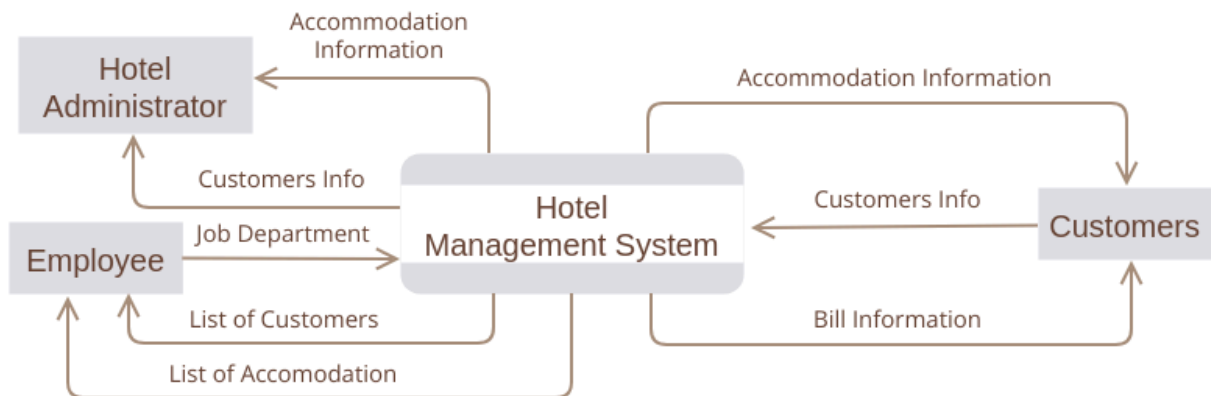 Accommodation
Information
Hotel
Administrator
Accommodation Information
Customers Info
Hotel
Management System
Customers Info
Customers
Job Department
Employee
List of Customers
Bill Information
List of Accomodation